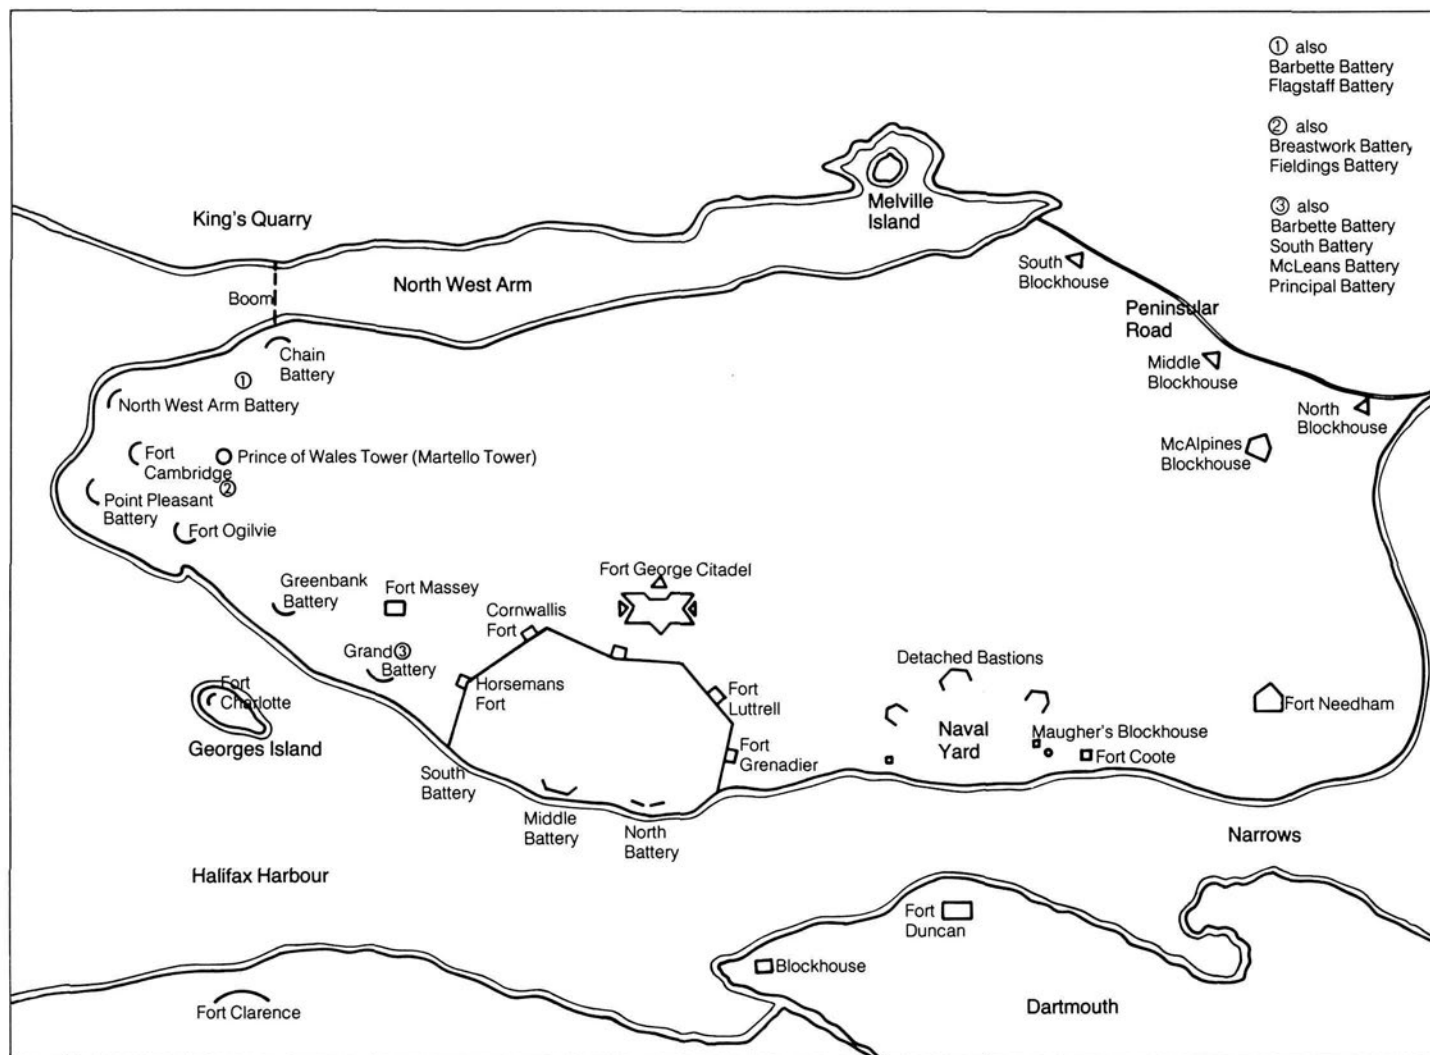 ① also
Barbette Battery
Flagstaff Battery
② also
Breastwork Battery
Fieldings Battery
③ also
Barbette Battery
South Battery
McLeans Battery
Principal Battery
King's Quarry
Melville
Island
North West Arm
Boom
South
Blockhouse
Peninsular
Road
Chain
Battery
①
Middle
Blockhouse
North West Arm Battery
North
Blockhouse
McAlpines
Blockhouse
Fort
Cambridge
Prince of Wales Tower (Martello Tower)
②
Point Pleasant
Battery
Fort Ogilvie
Greenbank
Battery
Fort Massey
Fort George Citadel
Cornwallis
Fort
Grand ③
Battery
Detached Bastions
Fort
Charlotte
Horsemans
Fort
Fort
Luttrell
Fort Needham
Georges Island
Naval
Yard
Maugher's Blockhouse
Fort
Grenadier
Fort Coote
South
Battery
Middle
Battery
North
Battery
Narrows
Halifax Harbour
Fort
Duncan
Blockhouse
Fort Clarence
Dartmouth